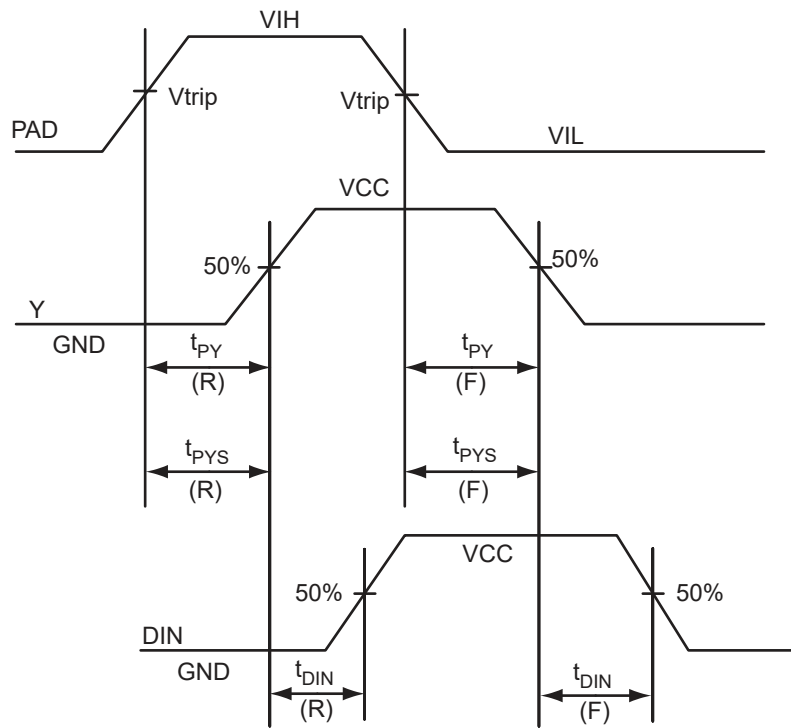 VIH
Vtrip
Vtrip
PAD
VIL
VCC
50%
50%
Y
GND
tPY
(R)
tPY
(F)
tPYS
(R)
tPYS
(F)
VCC
50%
50%
DIN
GND
tDIN
(R)
tDIN
(F)